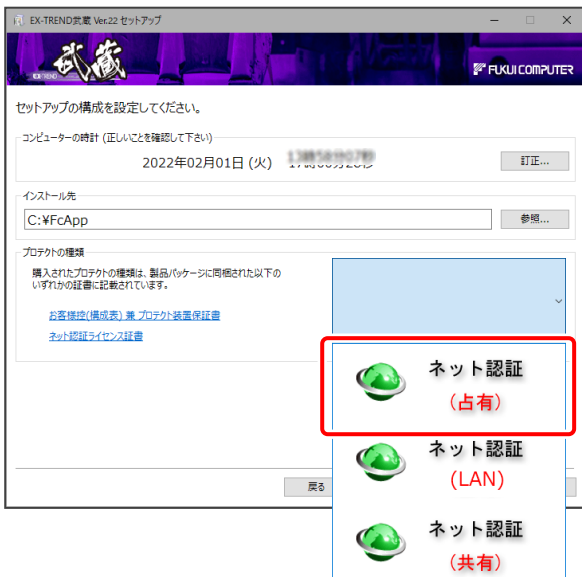 EX-TREND武蔵 Ver.22 セットアップ
EX-TREND 武蔵
FUKUI COMPUTER
セットアップの構成を設定してください。
コンピューターの時計 (正しいことを確認して下さい)
2022年02月01日 (火)
訂正...
インストール先
C:¥FcApp
参照...
プロテクトの種類
購入されたプロテクトの種類は、製品パッケージに同梱された以下の
いずれかの証書に記載されています。
お客様控(構成表) 兼 プロテクト装置保証書
ネット認証ライセンス証書
ネット認証
(占有)
ネット認証
(LAN)
ネット認証
(共有)
戻る